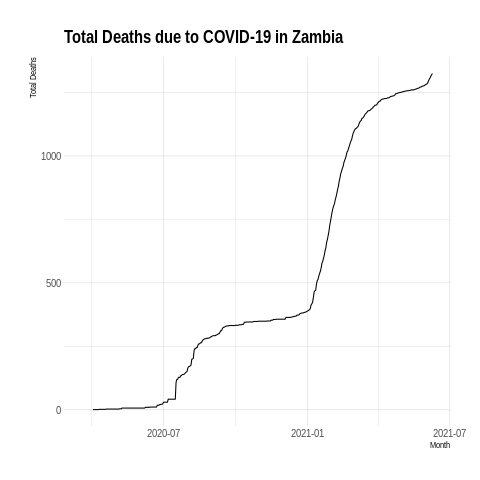 Total Deaths due to COVID-19 in Zambia
Total Deaths
1000
500
0
2020-07
2021-01
2021-07
Month